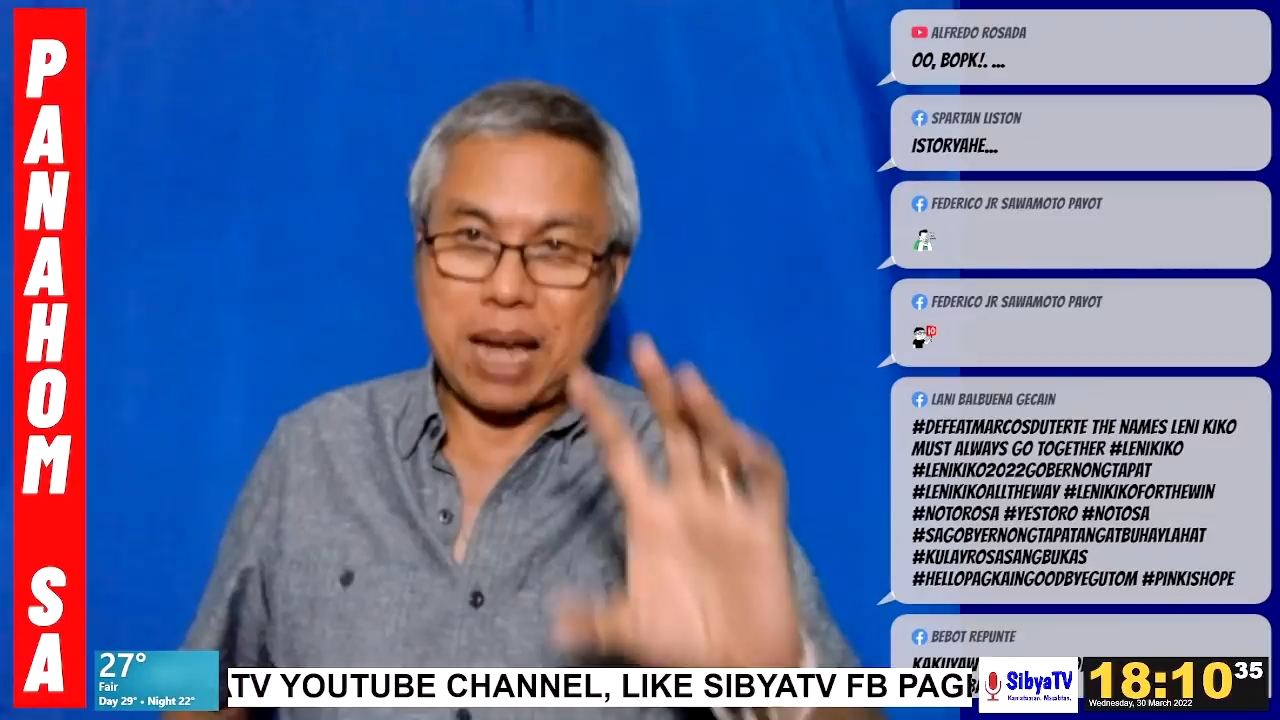 PANAHOM SA
ALFREDO ROSADA
OO, BOPK!. ...
SPARTAN LISTON
ISTORYAHE...
FEDERICO JR SAWAMOTO PAYOT
FEDERICO JR SAWAMOTO PAYOT
10
LANI BALBUENA GECAIN
#DEFEATMARCOSDUTERTE THE NAMES LENI KIKO
MUST ALWAYS GO TOGETHER #LENIKIKO
#LENIKIKO2022GOBERNONGTAPAT
#LENIKIKOALLTHEWAY #LENIKIKOFORTHEWIN
#NOTOROSA #YESTORO #NOTOSA
#SAGOBYERNONGTAPATANGATBUHAYLAHAT
#KULAYROSASANGBUKAS
#HELLOPAGKAINGOODBYEGUTOM #PINKISHOPE
BEBOT REPUNTE
27°
Fair
Day 29° • Night 22°
TV YOUTUBE CHANNEL, LIKE SIBYATV FB PAGE
SibyaTV
18:10 35
Wednesday, 30 March 2022